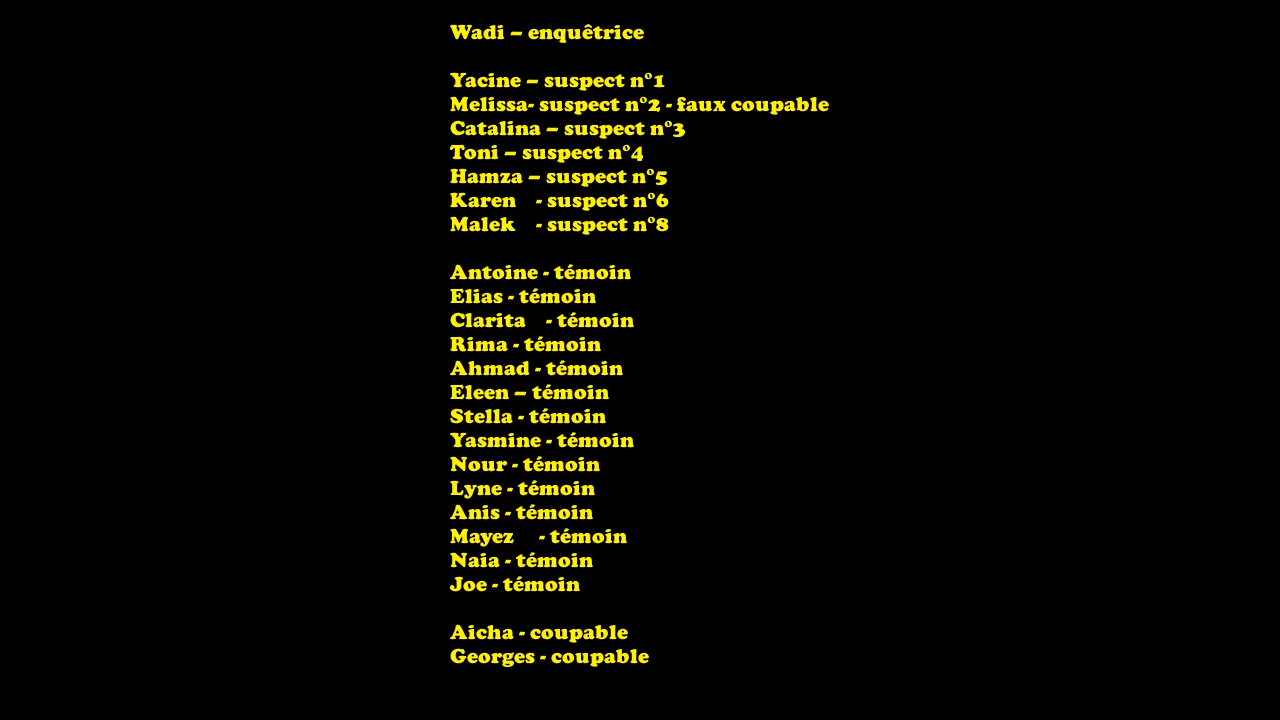 Wadi – enquêtrice
Yacine – suspect n°1
Melissa- suspect n°2 - faux coupable
Catalina – suspect n°3
Toni – suspect n°4
Hamza – suspect n°5
Karen - suspect n°6
Malek - suspect n°8
Antoine - témoin
Elias - témoin
Clarita - témoin
Rima - témoin
Ahmad - témoin
Eleen – témoin
Stella - témoin
Yasmine - témoin
Nour - témoin
Lyne - témoin
Anis - témoin
Mayez - témoin
Naia - témoin
Joe - témoin
Aicha - coupable
Georges - coupable